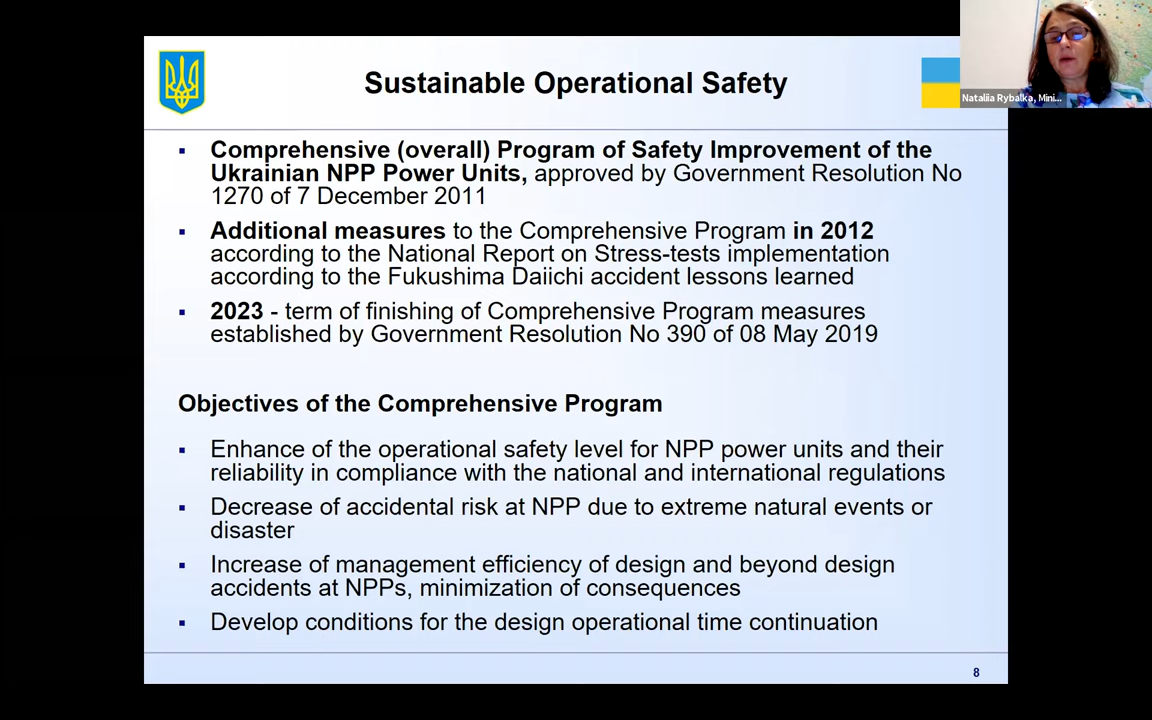 Sustainable Operational Safety
Nataliia Rybalka, Mini...
▪ Comprehensive (overall) Program of Safety Improvement of the
Ukrainian NPP Power Units, approved by Government Resolution No
1270 of 7 December 2011
▪ Additional measures to the Comprehensive Program in 2012
according to the National Report on Stress-tests implementation
according to the Fukushima Daiichi accident lessons learned
▪ 2023 - term of finishing of Comprehensive Program measures
established by Government Resolution No 390 of 08 May 2019
Objectives of the Comprehensive Program
▪ Enhance of the operational safety level for NPP power units and their
reliability in compliance with the national and international regulations
▪ Decrease of accidental risk at NPP due to extreme natural events or
disaster
▪ Increase of management efficiency of design and beyond design
accidents at NPPs, minimization of consequences
▪ Develop conditions for the design operational time continuation
8